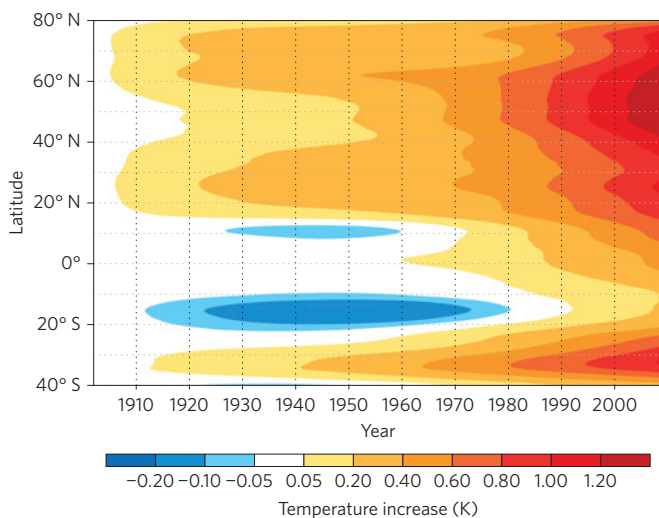 80° N
60° N
40° N
20° N
0°
20° S
40° S
Latitude
1910 1920 1930 1940 1950 1960 1970 1980 1990 2000
Year
−0.20 −0.10 −0.05 0.05 0.20 0.40 0.60 0.80 1.00 1.20
Temperature increase (K)